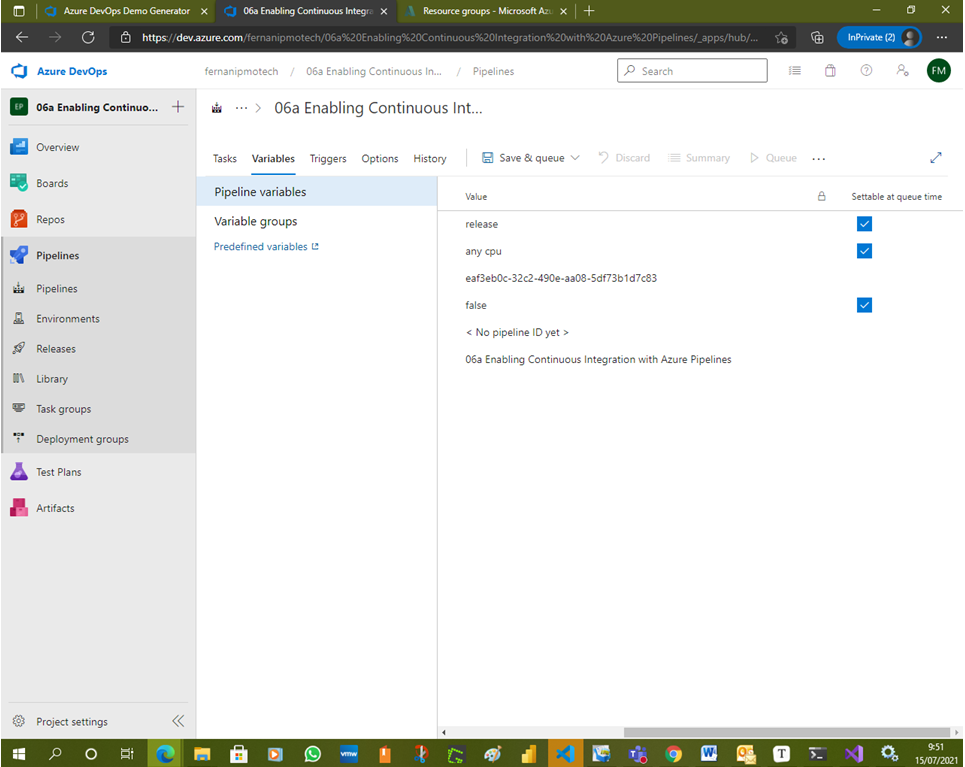 Azure DevOps Demo Generator
06a Enabling Continuous Integra
Resource groups - Microsoft Az
https://dev.azure.com/fernanipmotech/06a%20Enabling%20Continuous%20Integration%20with%20Azure%20Pipelines/_apps/hub/...
InPrivate (2)
Azure DevOps
fernanipmotech / 06a Enabling Continuous In... / Pipelines
Search
FM
EP
06a Enabling Continuo...
06a Enabling Continuous Int...
Overview
Boards
Repos
Pipelines
Pipelines
Environments
Releases
Library
Task groups
Deployment groups
Test Plans
Artifacts
Project settings
Tasks Variables Triggers Options History Save & queue Discard Summary Queue ...
Pipeline variables
Variable groups
Predefined variables
Value Settable at queue time
release
any cpu
eaf3eb0c-32c2-490e-aa08-5df73b1d7c83
false
< No pipeline ID yet >
06a Enabling Continuous Integration with Azure Pipelines
vmw
9:51
15/07/2021